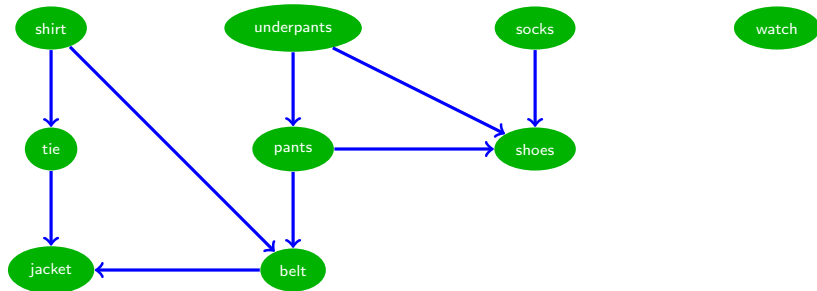 shirt
underpants
socks
watch
tie
pants
shoes
jacket
belt